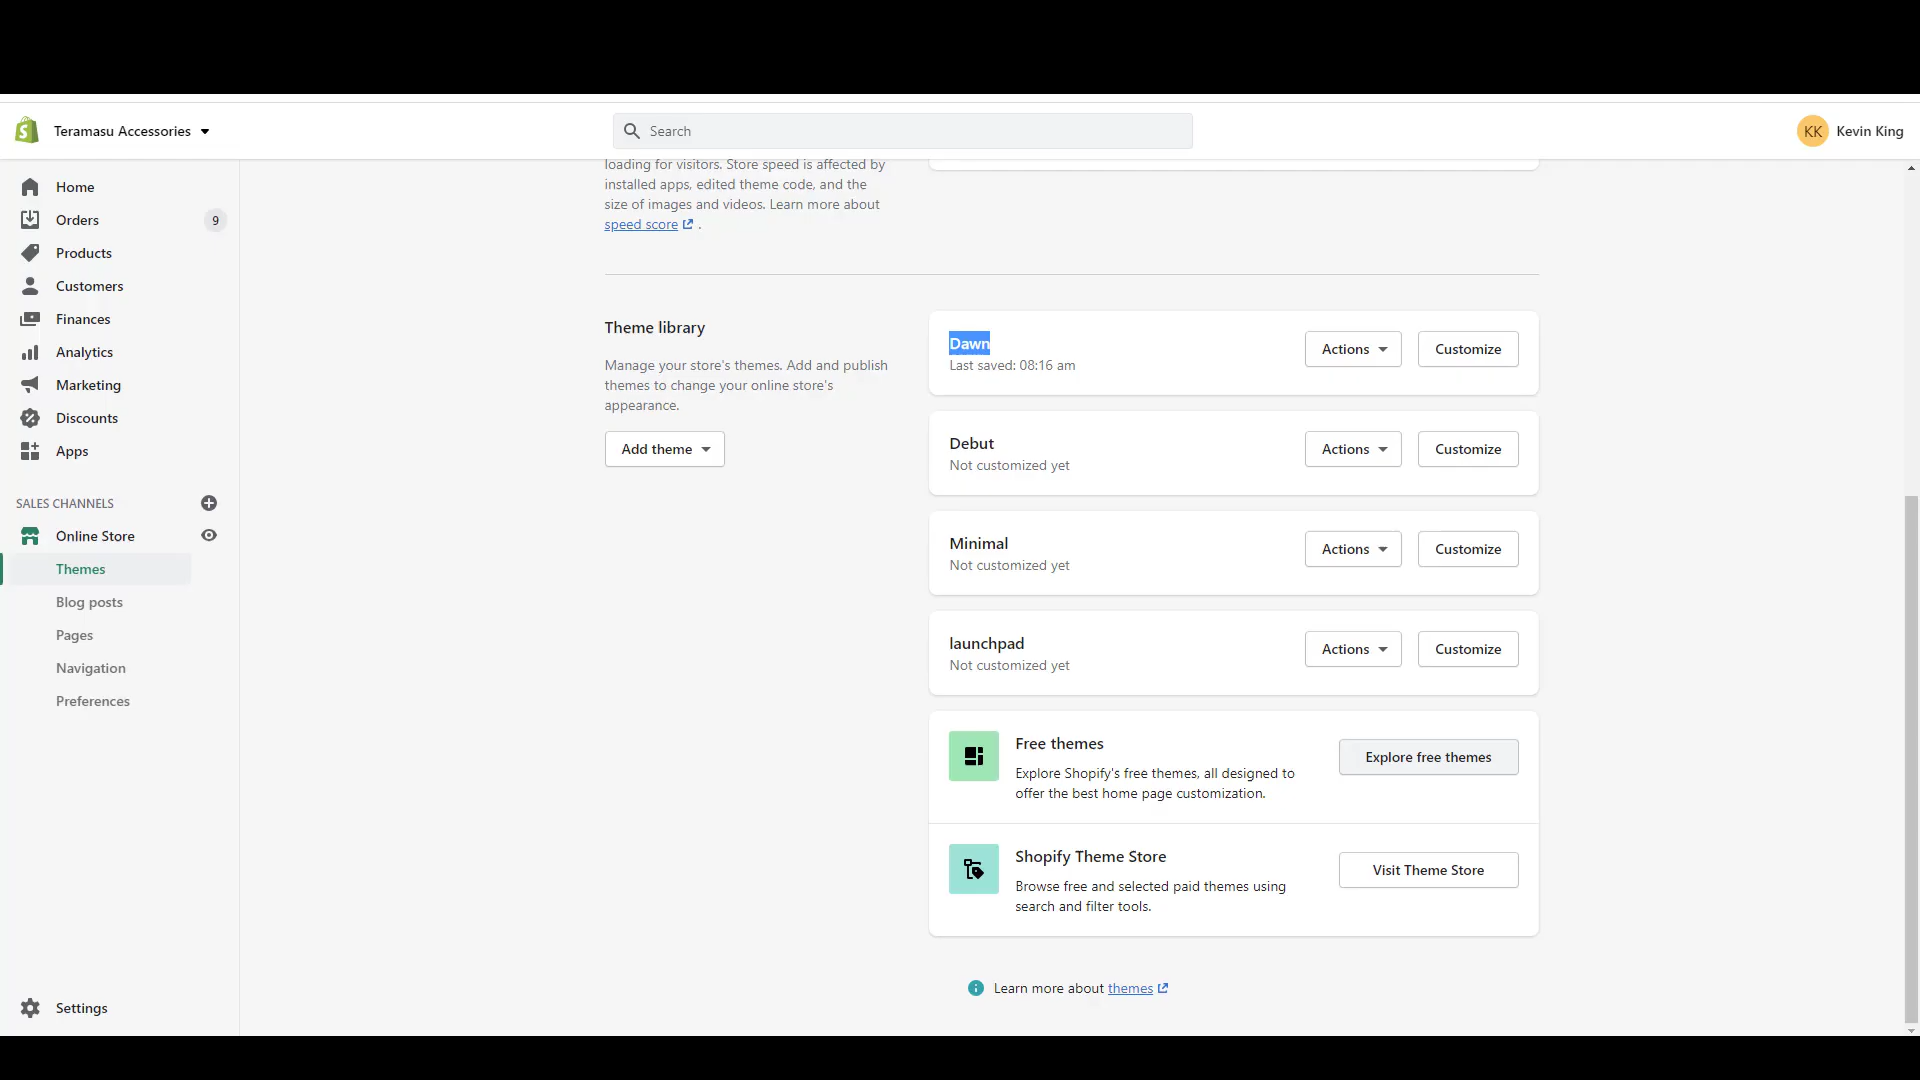 Teramasu Accessories
Search
KK
Kevin King
Home
Orders
9
Products
Customers
Finances
Analytics
Marketing
Discounts
Apps
SALES CHANNELS
Online Store
Themes
Blog posts
Pages
Navigation
Preferences
Settings
loading for visitors. Store speed is affected by
installed apps, edited theme code, and the
size of images and videos. Learn more about
speed score .
Theme library
Manage your store's themes. Add and publish
themes to change your online store's
appearance.
Add theme
Dawn
Last saved: 08:16 am
Actions
Customize
Debut
Not customized yet
Actions
Customize
Minimal
Not customized yet
Actions
Customize
launchpad
Not customized yet
Actions
Customize
Free themes
Explore Shopify's free themes, all designed to
offer the best home page customization.
Explore free themes
Shopify Theme Store
Browse free and selected paid themes using
search and filter tools.
Visit Theme Store
Learn more about themes